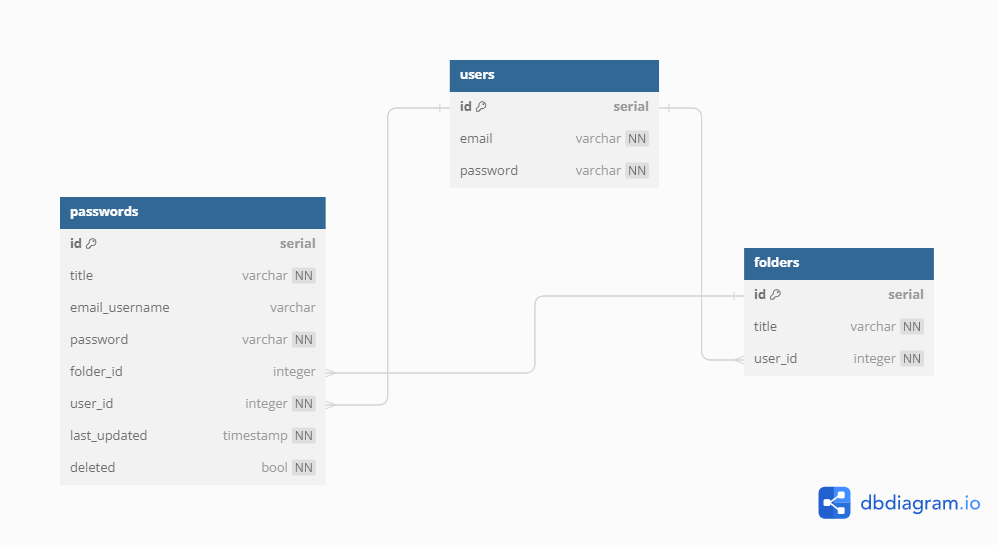 users
id serial
email varchar NN
password varchar NN
passwords
id serial
title varchar NN
email_username varchar
password varchar NN
folder_id integer
user_id integer NN
last_updated timestamp NN
deleted bool NN
folders
id serial
title varchar NN
user_id integer NN
dbdiagram.io